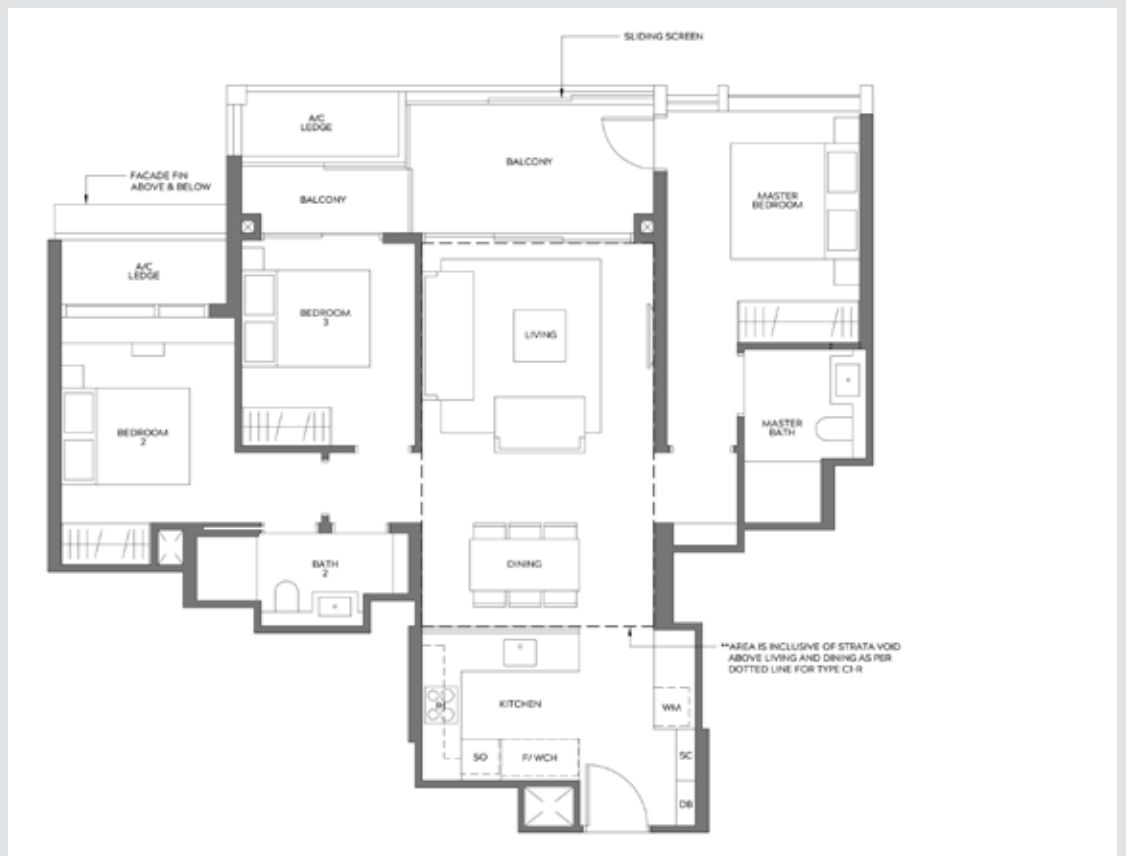 SLIDING SCREEN
A/C
LEDGE
BALCONY
FACADE FIN
ABOVE & BELOW
BALCONY
MASTER
BEDROOM
A/C
LEDGE
BEDROOM
3
LIVING
BEDROOM
2
MASTER
BATH
BATH
2
DINING
**AREA IS INCLUSIVE OF STRATA VOID
ABOVE LIVING AND DINING AS PER
DOTTED LINE FOR TYPE C1-R
KITCHEN
IH
WM
SO
F/ WCH
SC
DB